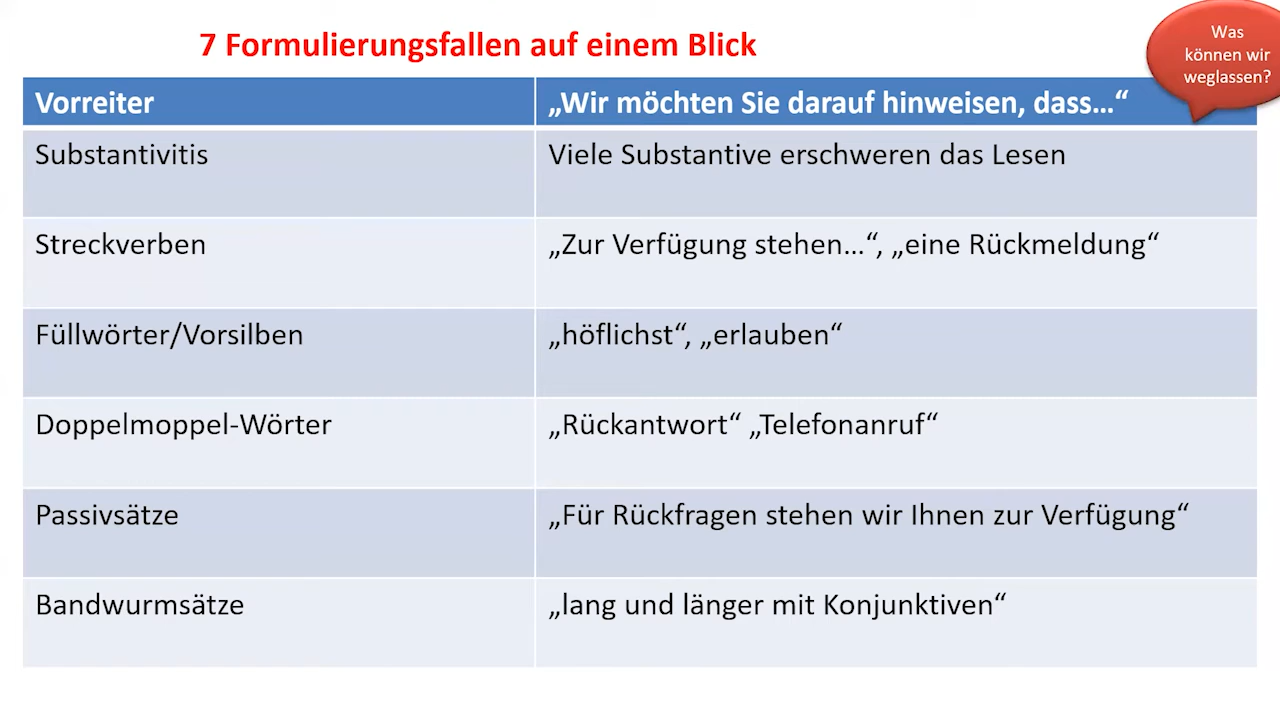 7 Formulierungsfallen auf einem Blick
Was
können wir
weglassen?
Vorreiter
„Wir möchten Sie darauf hinweisen, dass…“
Substantivitis
Viele Substantive erschweren das Lesen
Streckverben
„Zur Verfügung stehen…“, „eine Rückmeldung“
Füllwörter/Vorsilben
„höflichst“, „erlauben“
Doppelmoppel-Wörter
„Rückantwort“ „Telefonanruf“
Passivsätze
„Für Rückfragen stehen wir Ihnen zur Verfügung“
Bandwurmsätze
„lang und länger mit Konjunktiven“